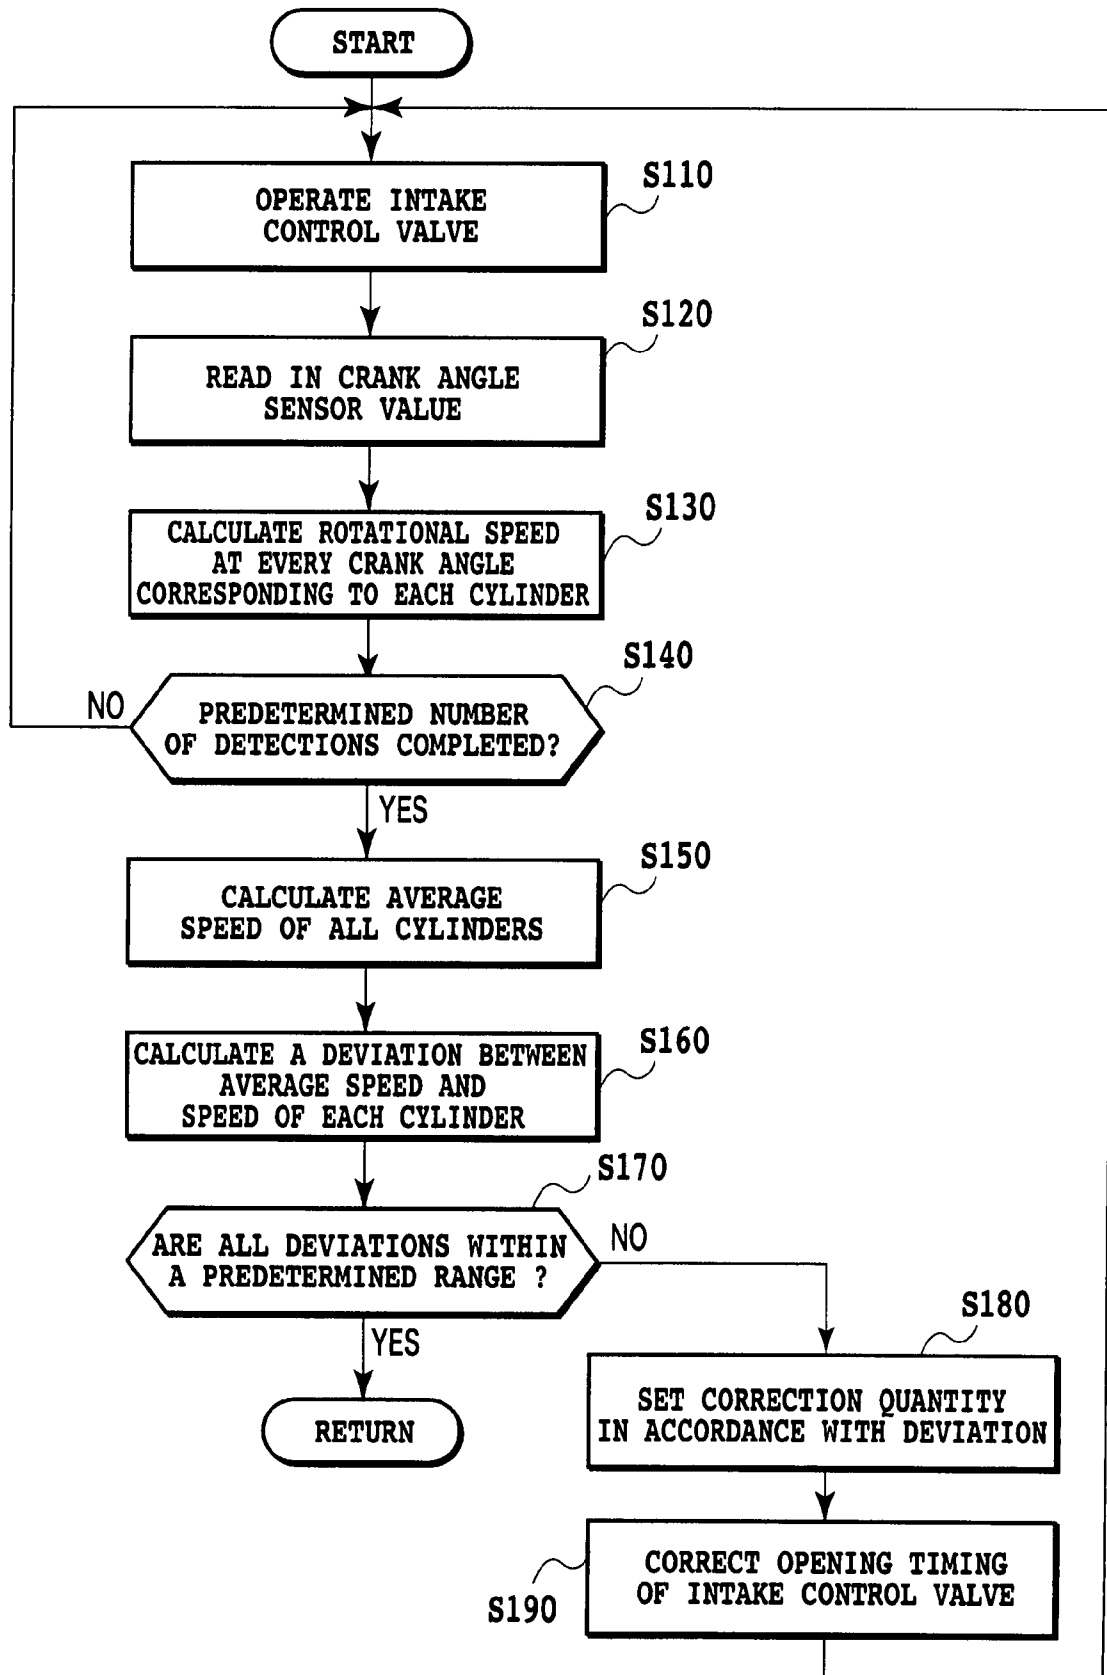 START
S110
OPERATE INTAKE
CONTROL VALVE
S120
READ IN CRANK ANGLE
SENSOR VALUE
S130
CALCULATE ROTATIONAL SPEED
AT EVERY CRANK ANGLE
CORRESPONDING TO EACH CYLINDER
S140
NO
PREDETERMINED NUMBER
OF DETECTIONS COMPLETED?
YES
S150
CALCULATE AVERAGE
SPEED OF ALL CYLINDERS
S160
CALCULATE A DEVIATION BETWEEN
AVERAGE SPEED AND
SPEED OF EACH CYLINDER
S170
ARE ALL DEVIATIONS WITHIN
A PREDETERMINED RANGE ?
NO
YES
RETURN
S180
SET CORRECTION QUANTITY
IN ACCORDANCE WITH DEVIATION
CORRECT OPENING TIMING
OF INTAKE CONTROL VALVE
S190